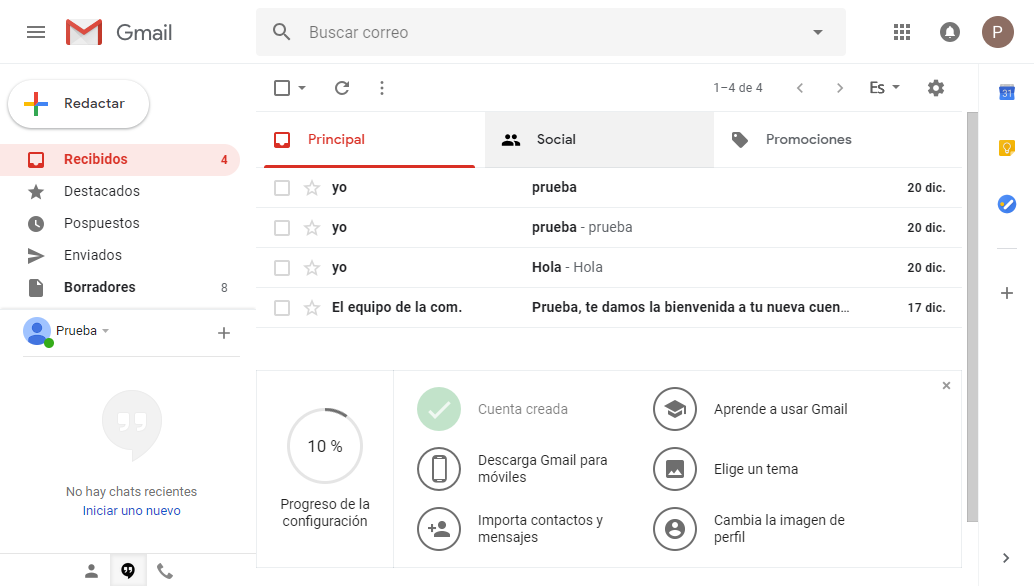 Gmail
Buscar correo
P
Redactar
1–4 de 4
Es
31
Principal
Social
Promociones
Recibidos 4
Destacados
Pospuestos
Enviados
Borradores 8
yo prueba 20 dic.
yo prueba - prueba 20 dic.
yo Hola - Hola 20 dic.
El equipo de la com. Prueba, te damos la bienvenida a tu nueva cuen… 17 dic.
Prueba
No hay chats recientes
Iniciar uno nuevo
10 %
Progreso de la
configuración
Cuenta creada
Descarga Gmail para
móviles
Importa contactos y
mensajes
Aprende a usar Gmail
Elige un tema
Cambia la imagen de
perfil